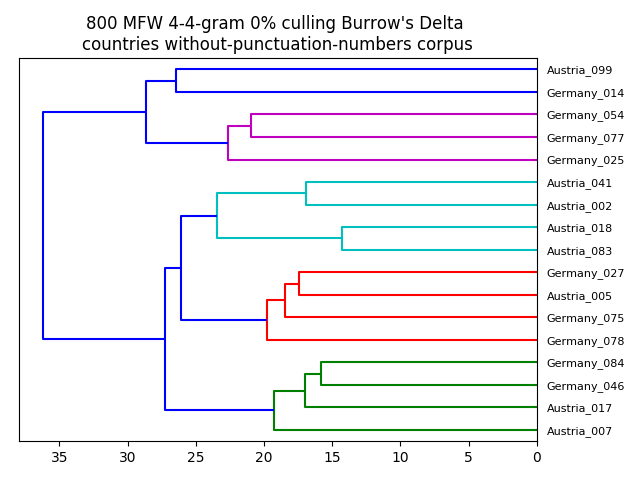 800 MFW 4-4-gram 0% culling Burrow's Delta
countries without-punctuation-numbers corpus
Austria_099
Germany_014
Germany_054
Germany_077
Germany_025
Austria_041
Austria_002
Austria_018
Austria_083
Germany_027
Austria_005
Germany_075
Germany_078
Germany_084
Germany_046
Austria_017
Austria_007
35 30 25 20 15 10 5 0